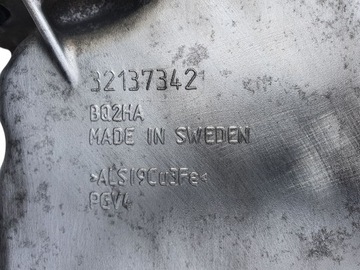 32137342
BQ2HA
MADE IN SWEDEN
>ALSI9Cu3Fe<
PGV4